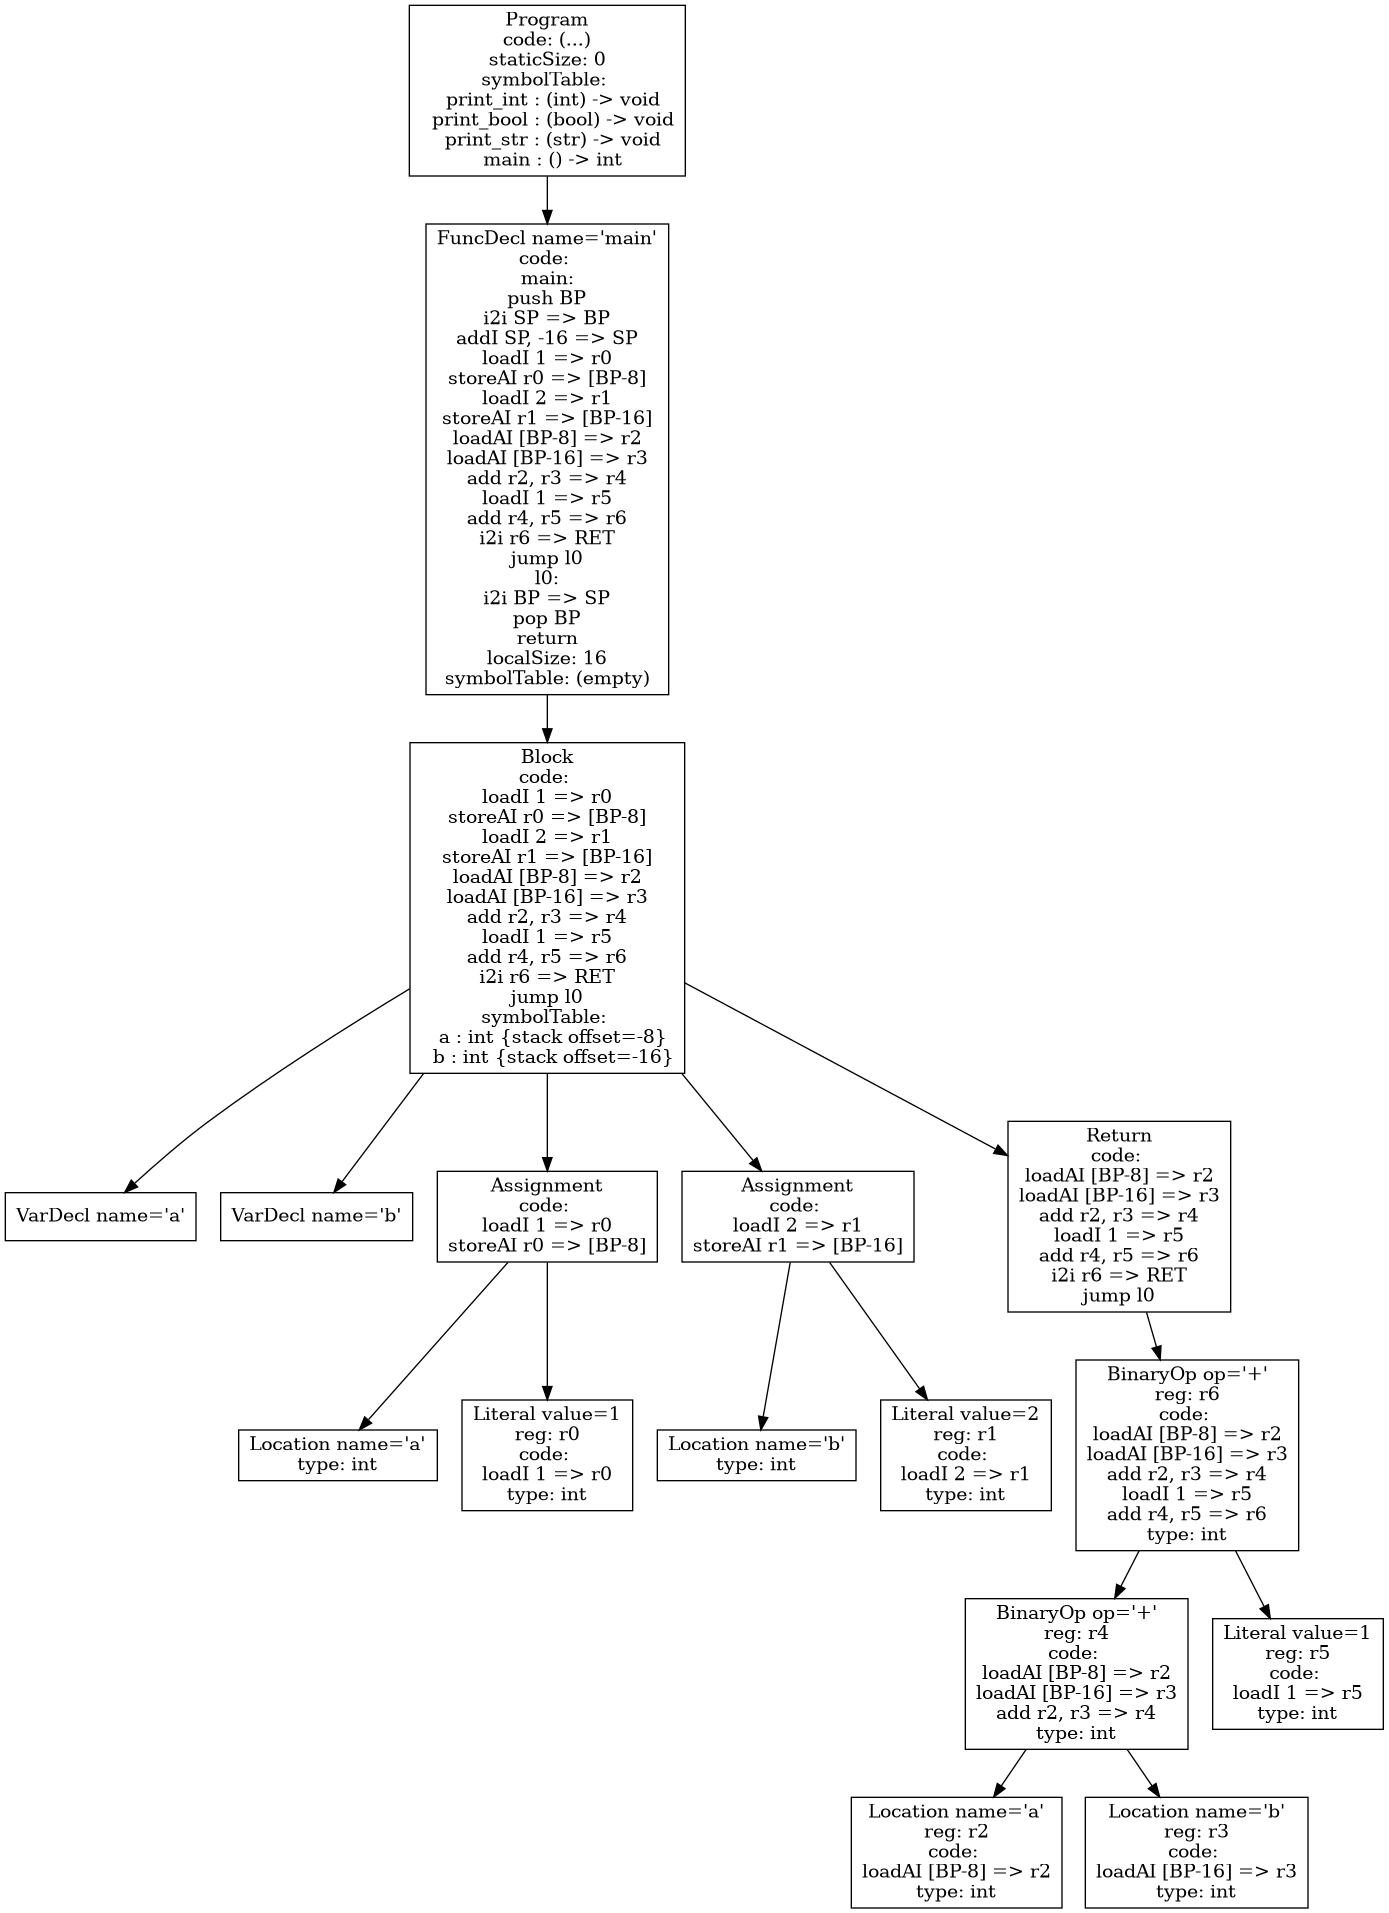 Program
code: (...)
staticSize: 0
symbolTable:
print_int : (int) -> void
print_bool : (bool) -> void
print_str : (str) -> void
main : () -> int
FuncDecl name='main'
code:
main:
push BP
i2i SP => BP
addI SP, -16 => SP
loadI 1 => r0
storeAI r0 => [BP-8]
loadI 2 => r1
storeAI r1 => [BP-16]
loadAI [BP-8] => r2
loadAI [BP-16] => r3
add r2, r3 => r4
loadI 1 => r5
add r4, r5 => r6
i2i r6 => RET
jump l0
l0:
i2i BP => SP
pop BP
return
localSize: 16
symbolTable: (empty)
Block
code:
loadI 1 => r0
storeAI r0 => [BP-8]
loadI 2 => r1
storeAI r1 => [BP-16]
loadAI [BP-8] => r2
loadAI [BP-16] => r3
add r2, r3 => r4
loadI 1 => r5
add r4, r5 => r6
i2i r6 => RET
jump l0
symbolTable:
a : int {stack offset=-8}
b : int {stack offset=-16}
VarDecl name='a'
VarDecl name='b'
Assignment
code:
loadI 1 => r0
storeAI r0 => [BP-8]
Assignment
code:
loadI 2 => r1
storeAI r1 => [BP-16]
Return
code:
loadAI [BP-8] => r2
loadAI [BP-16] => r3
add r2, r3 => r4
loadI 1 => r5
add r4, r5 => r6
i2i r6 => RET
jump l0
Location name='a'
type: int
Literal value=1
reg: r0
code:
loadI 1 => r0
type: int
Location name='b'
type: int
Literal value=2
reg: r1
code:
loadI 2 => r1
type: int
BinaryOp op='+'
reg: r6
code:
loadAI [BP-8] => r2
loadAI [BP-16] => r3
add r2, r3 => r4
loadI 1 => r5
add r4, r5 => r6
type: int
BinaryOp op='+'
reg: r4
code:
loadAI [BP-8] => r2
loadAI [BP-16] => r3
add r2, r3 => r4
type: int
Literal value=1
reg: r5
code:
loadI 1 => r5
type: int
Location name='a'
reg: r2
code:
loadAI [BP-8] => r2
type: int
Location name='b'
reg: r3
code:
loadAI [BP-16] => r3
type: int